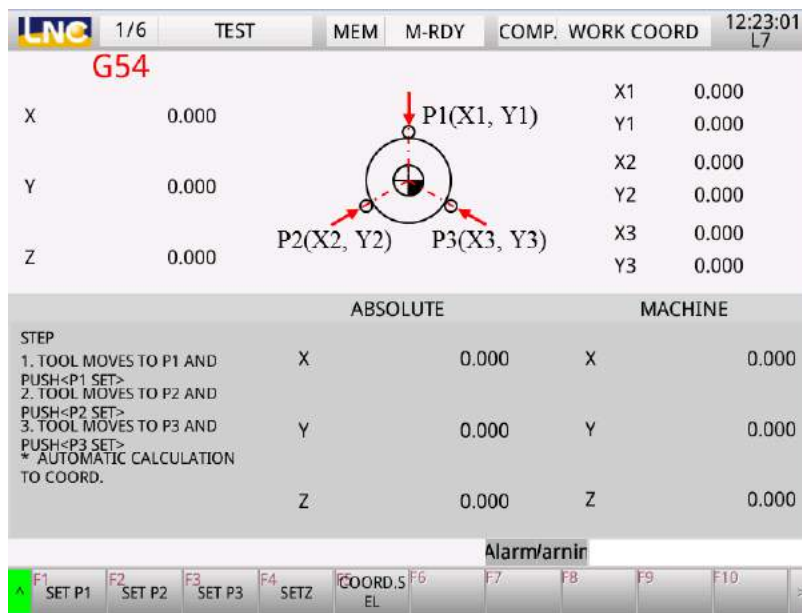 LNC 1/6 TEST MEM M-RDY COMP. WORK COORD 12:23:01
L7
G54
X 0.000
Y 0.000
Z 0.000
P1(X1, Y1)
P2(X2, Y2) P3(X3, Y3)
X1 0.000
Y1 0.000
X2 0.000
Y2 0.000
X3 0.000
Y3 0.000
ABSOLUTE MACHINE
STEP
1. TOOL MOVES TO P1 AND
PUSH<P1 SET>
2. TOOL MOVES TO P2 AND
PUSH<P2 SET>
3. TOOL MOVES TO P3 AND
PUSH<P3 SET>
* AUTOMATIC CALCULATION
TO COORD.
X 0.000 X 0.000
Y 0.000 Y 0.000
Z 0.000 Z 0.000
Alarm/arnin
^ F1 SET P1 F2 SET P2 F3 SET P3 F4 SETZ F5 COORD.S F6 F7 F8 F9 F10 >
EL